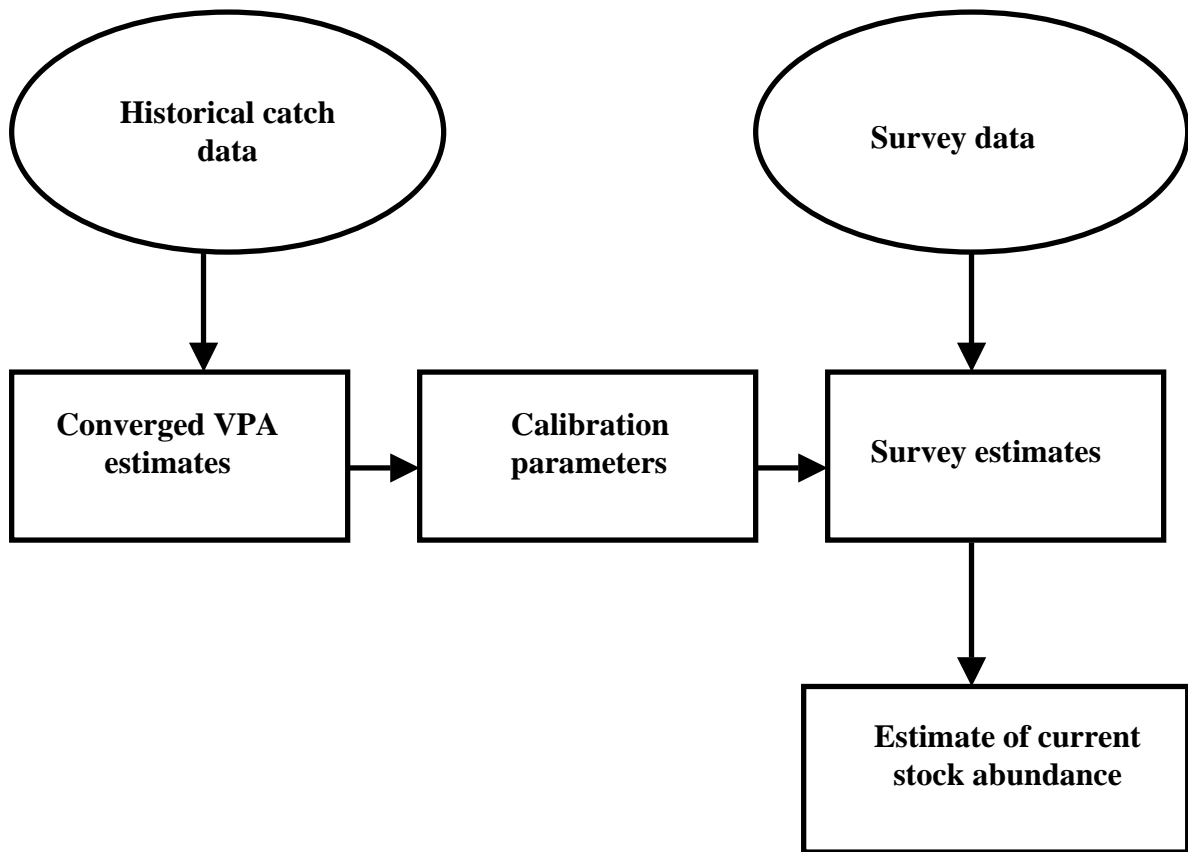 Historical catch
data
Survey data
Converged VPA
estimates
Calibration
parameters
Survey estimates
Estimate of current
stock abundance